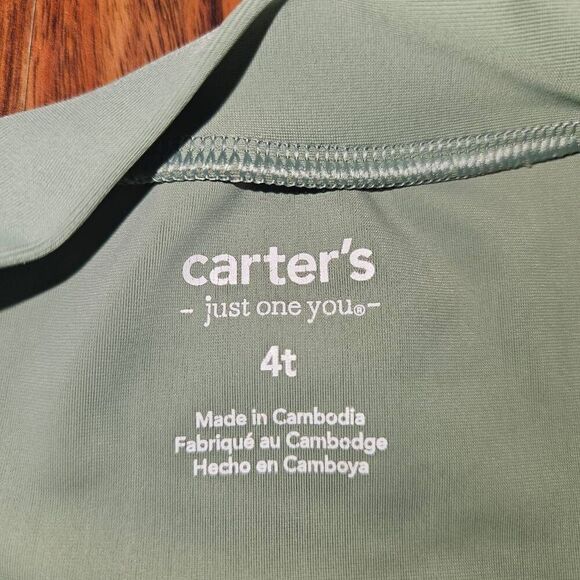 carter's
- just one you®-
4t
Made in Cambodia
Fabriqué au Cambodge
Hecho en Camboya